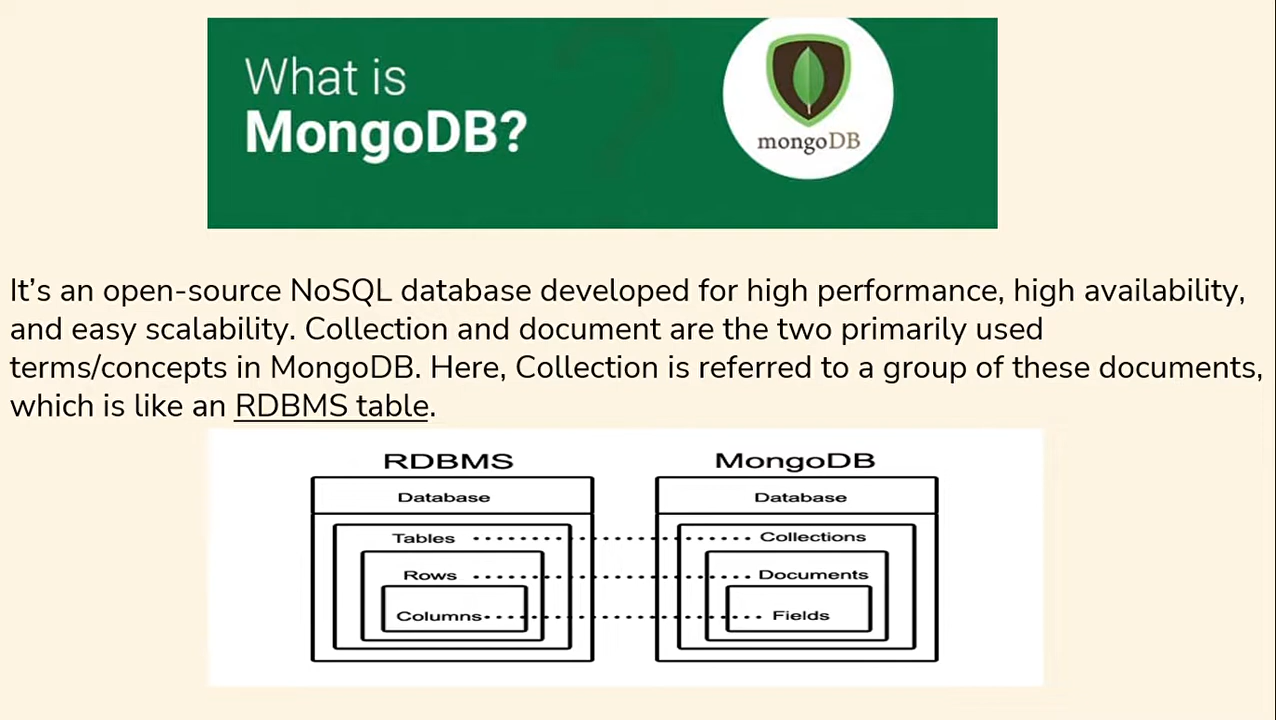 What is
MongoDB?
mongoDB
It's an open-source NoSQL database developed for high performance, high availability,
and easy scalability. Collection and document are the two primarily used
terms/concepts in MongoDB. Here, Collection is referred to a group of these documents,
which is like an RDBMS table.
RDBMS MongoDB
Database Database
Tables Collections
Rows Documents
Columns Fields